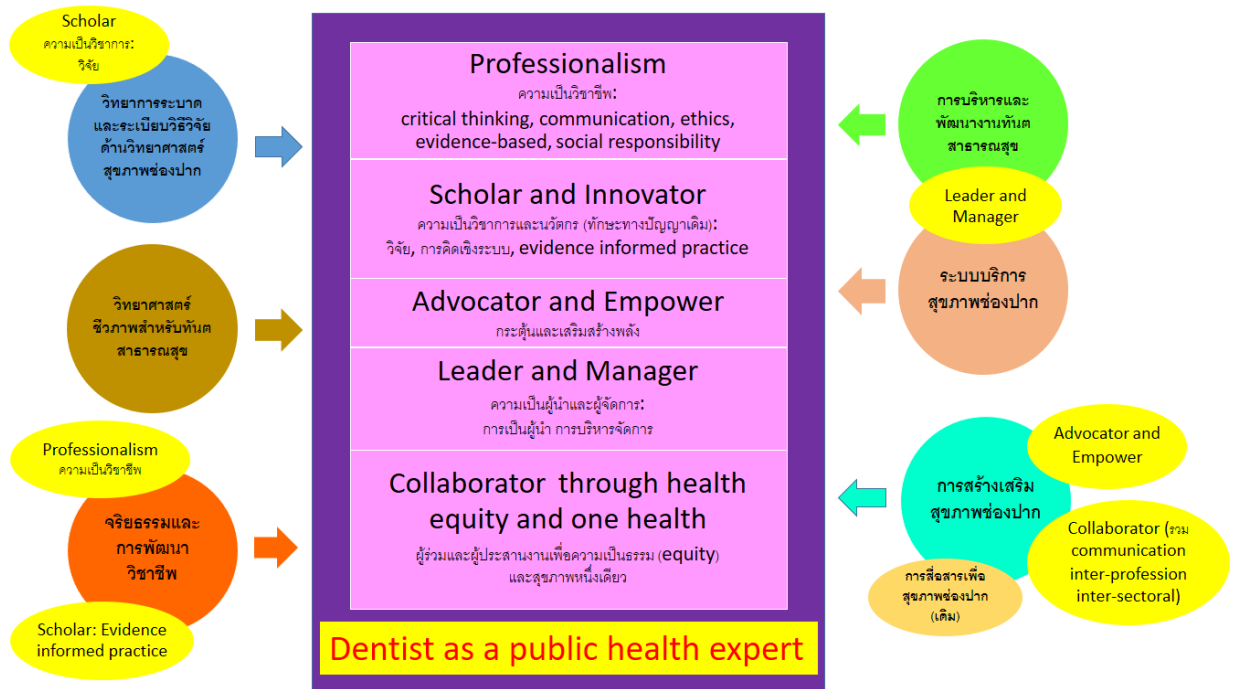 Scholar
ความเป็นวิชาการ:
วิจัย
วิทยาการระบาด
และระเบียบวิธีวิจัย
ด้านวิทยาศาสตร์
สุขภาพช่องปาก
วิทยาศาสตร์
ชีวภาพสำหรับทันต
สาธารณสุข
Professionalism
ความเป็นวิชาชีพ
จริยธรรมและ
การพัฒนา
วิชาชีพ
Scholar: Evidence
informed practice
Professionalism
ความเป็นวิชาชีพ:
critical thinking, communication, ethics,
evidence-based, social responsibility
Scholar and Innovator
ความเป็นวิชาการและนวัตกร (ทักษะทางปัญญาเดิม):
วิจัย, การคิดเชิงระบบ, evidence informed practice
Advocator and Empower
กระตุ้นและเสริมสร้างพลัง
Leader and Manager
ความเป็นผู้นำและผู้จัดการ:
การเป็นผู้นำ การบริหารจัดการ
Collaborator through health
equity and one health
ผู้ร่วมและผู้ประสานงานเพื่อความเป็นธรรม (equity)
และสุขภาพหนึ่งเดียว
Dentist as a public health expert
การบริหารและ
พัฒนางานทันต
สาธารณสุข
Leader and
Manager
ระบบบริการ
สุขภาพช่องปาก
Advocator and
Empower
การสร้างเสริม
สุขภาพช่องปาก
Collaborator (รวม
communication
inter-profession
inter-sectoral)
การสื่อสารเพื่อ
สุขภาพช่องปาก
(เดิม)